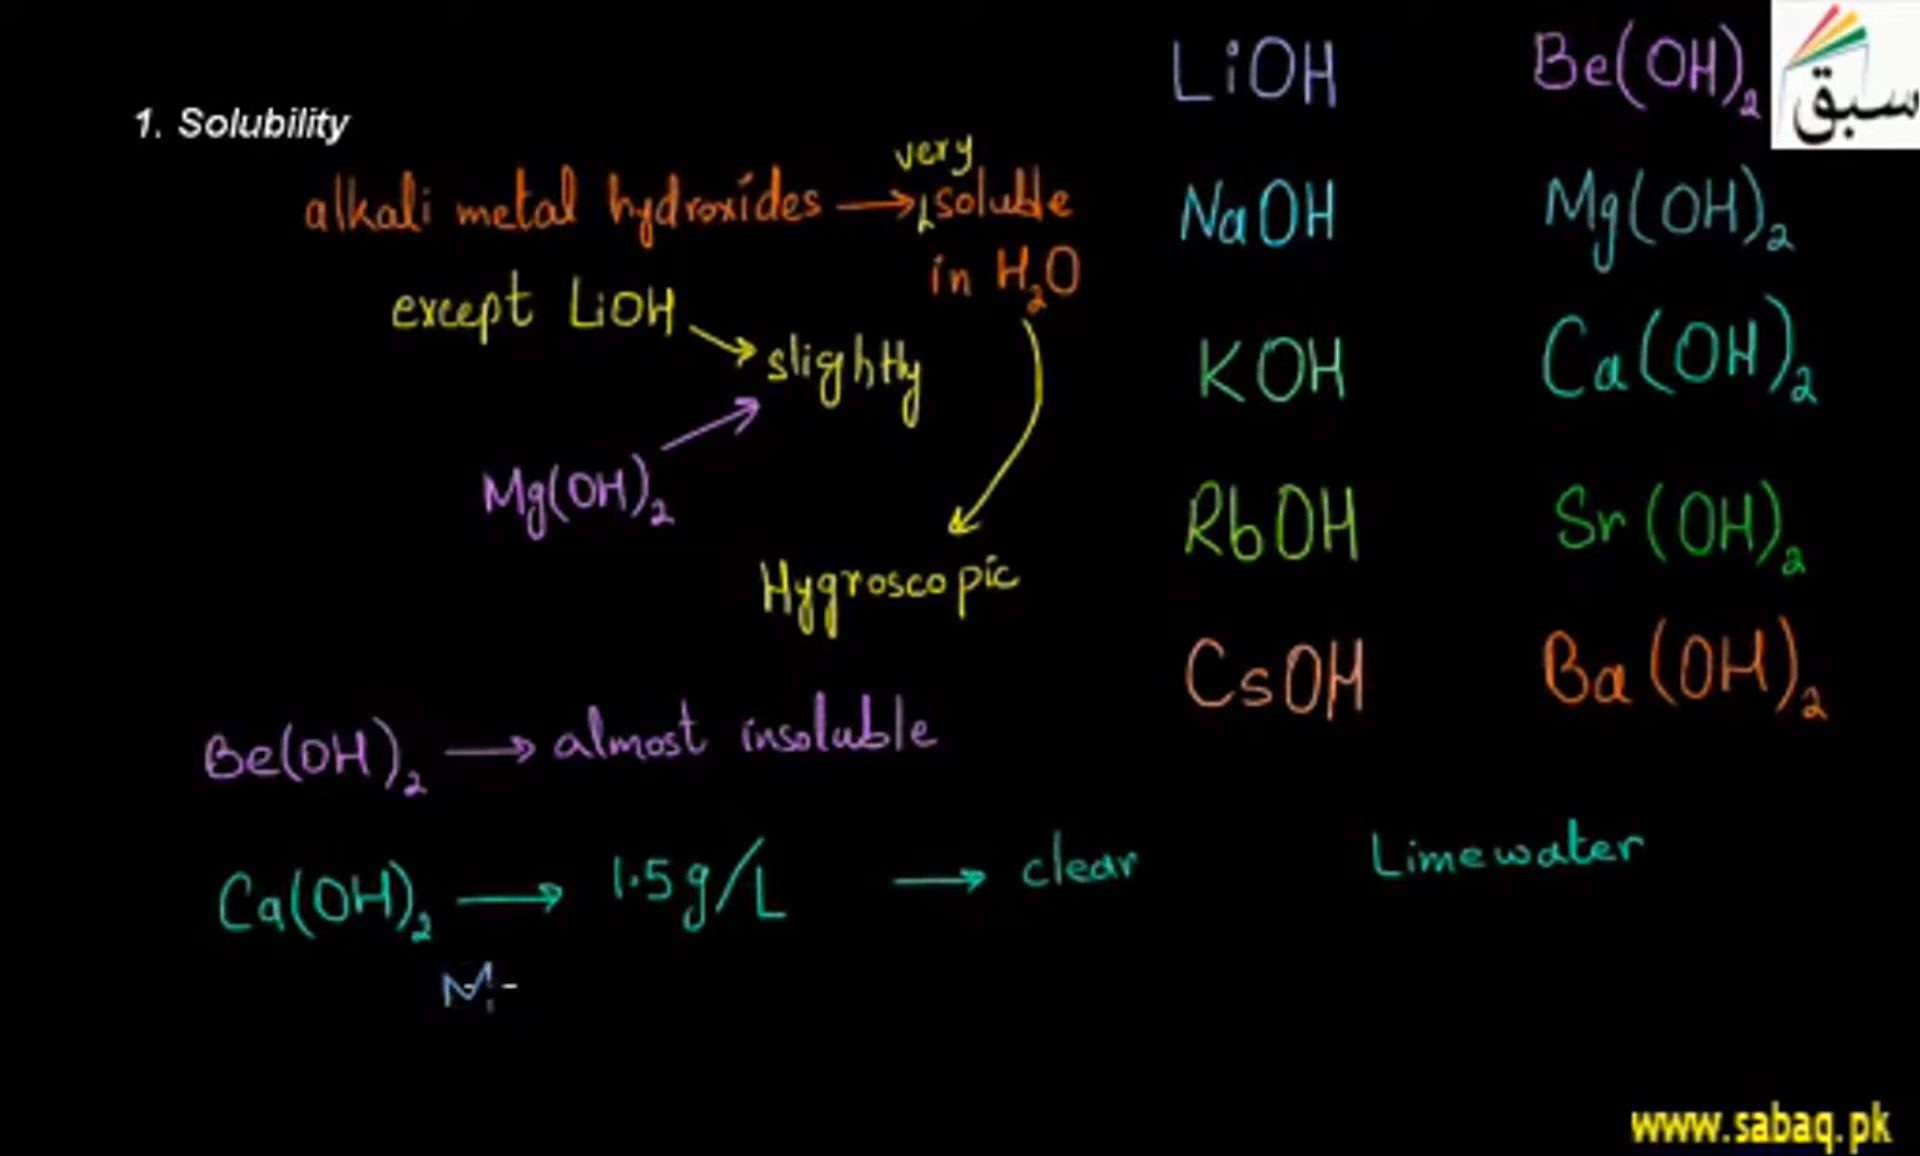 1. Solubility
alkali metal hydroxides → very soluble
in H₂O
except LiOH → slightly
Mg(OH)₂
Hygroscopic
Be(OH)₂ → almost insoluble
Ca(OH)₂ → 1.5g/L → clear
M
LiOH Be(OH)₂
NaOH Mg(OH)₂
KOH Ca(OH)₂
RbOH Sr(OH)₂
CsOH Ba(OH)₂
Limewater
سبق
www.sabaq.pk